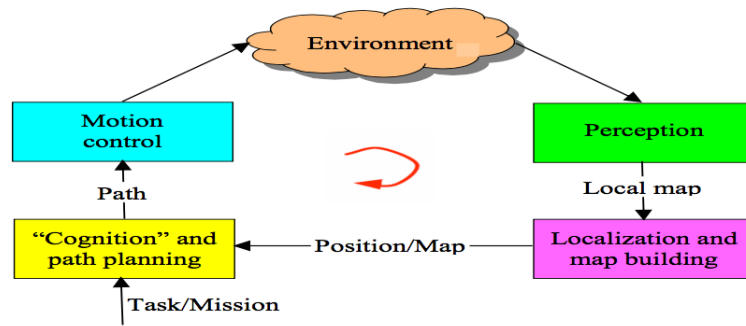 Environment
Motion
control
Perception
Path
Local map
“Cognition” and
path planning
Position/Map
Localization and
map building
Task/Mission